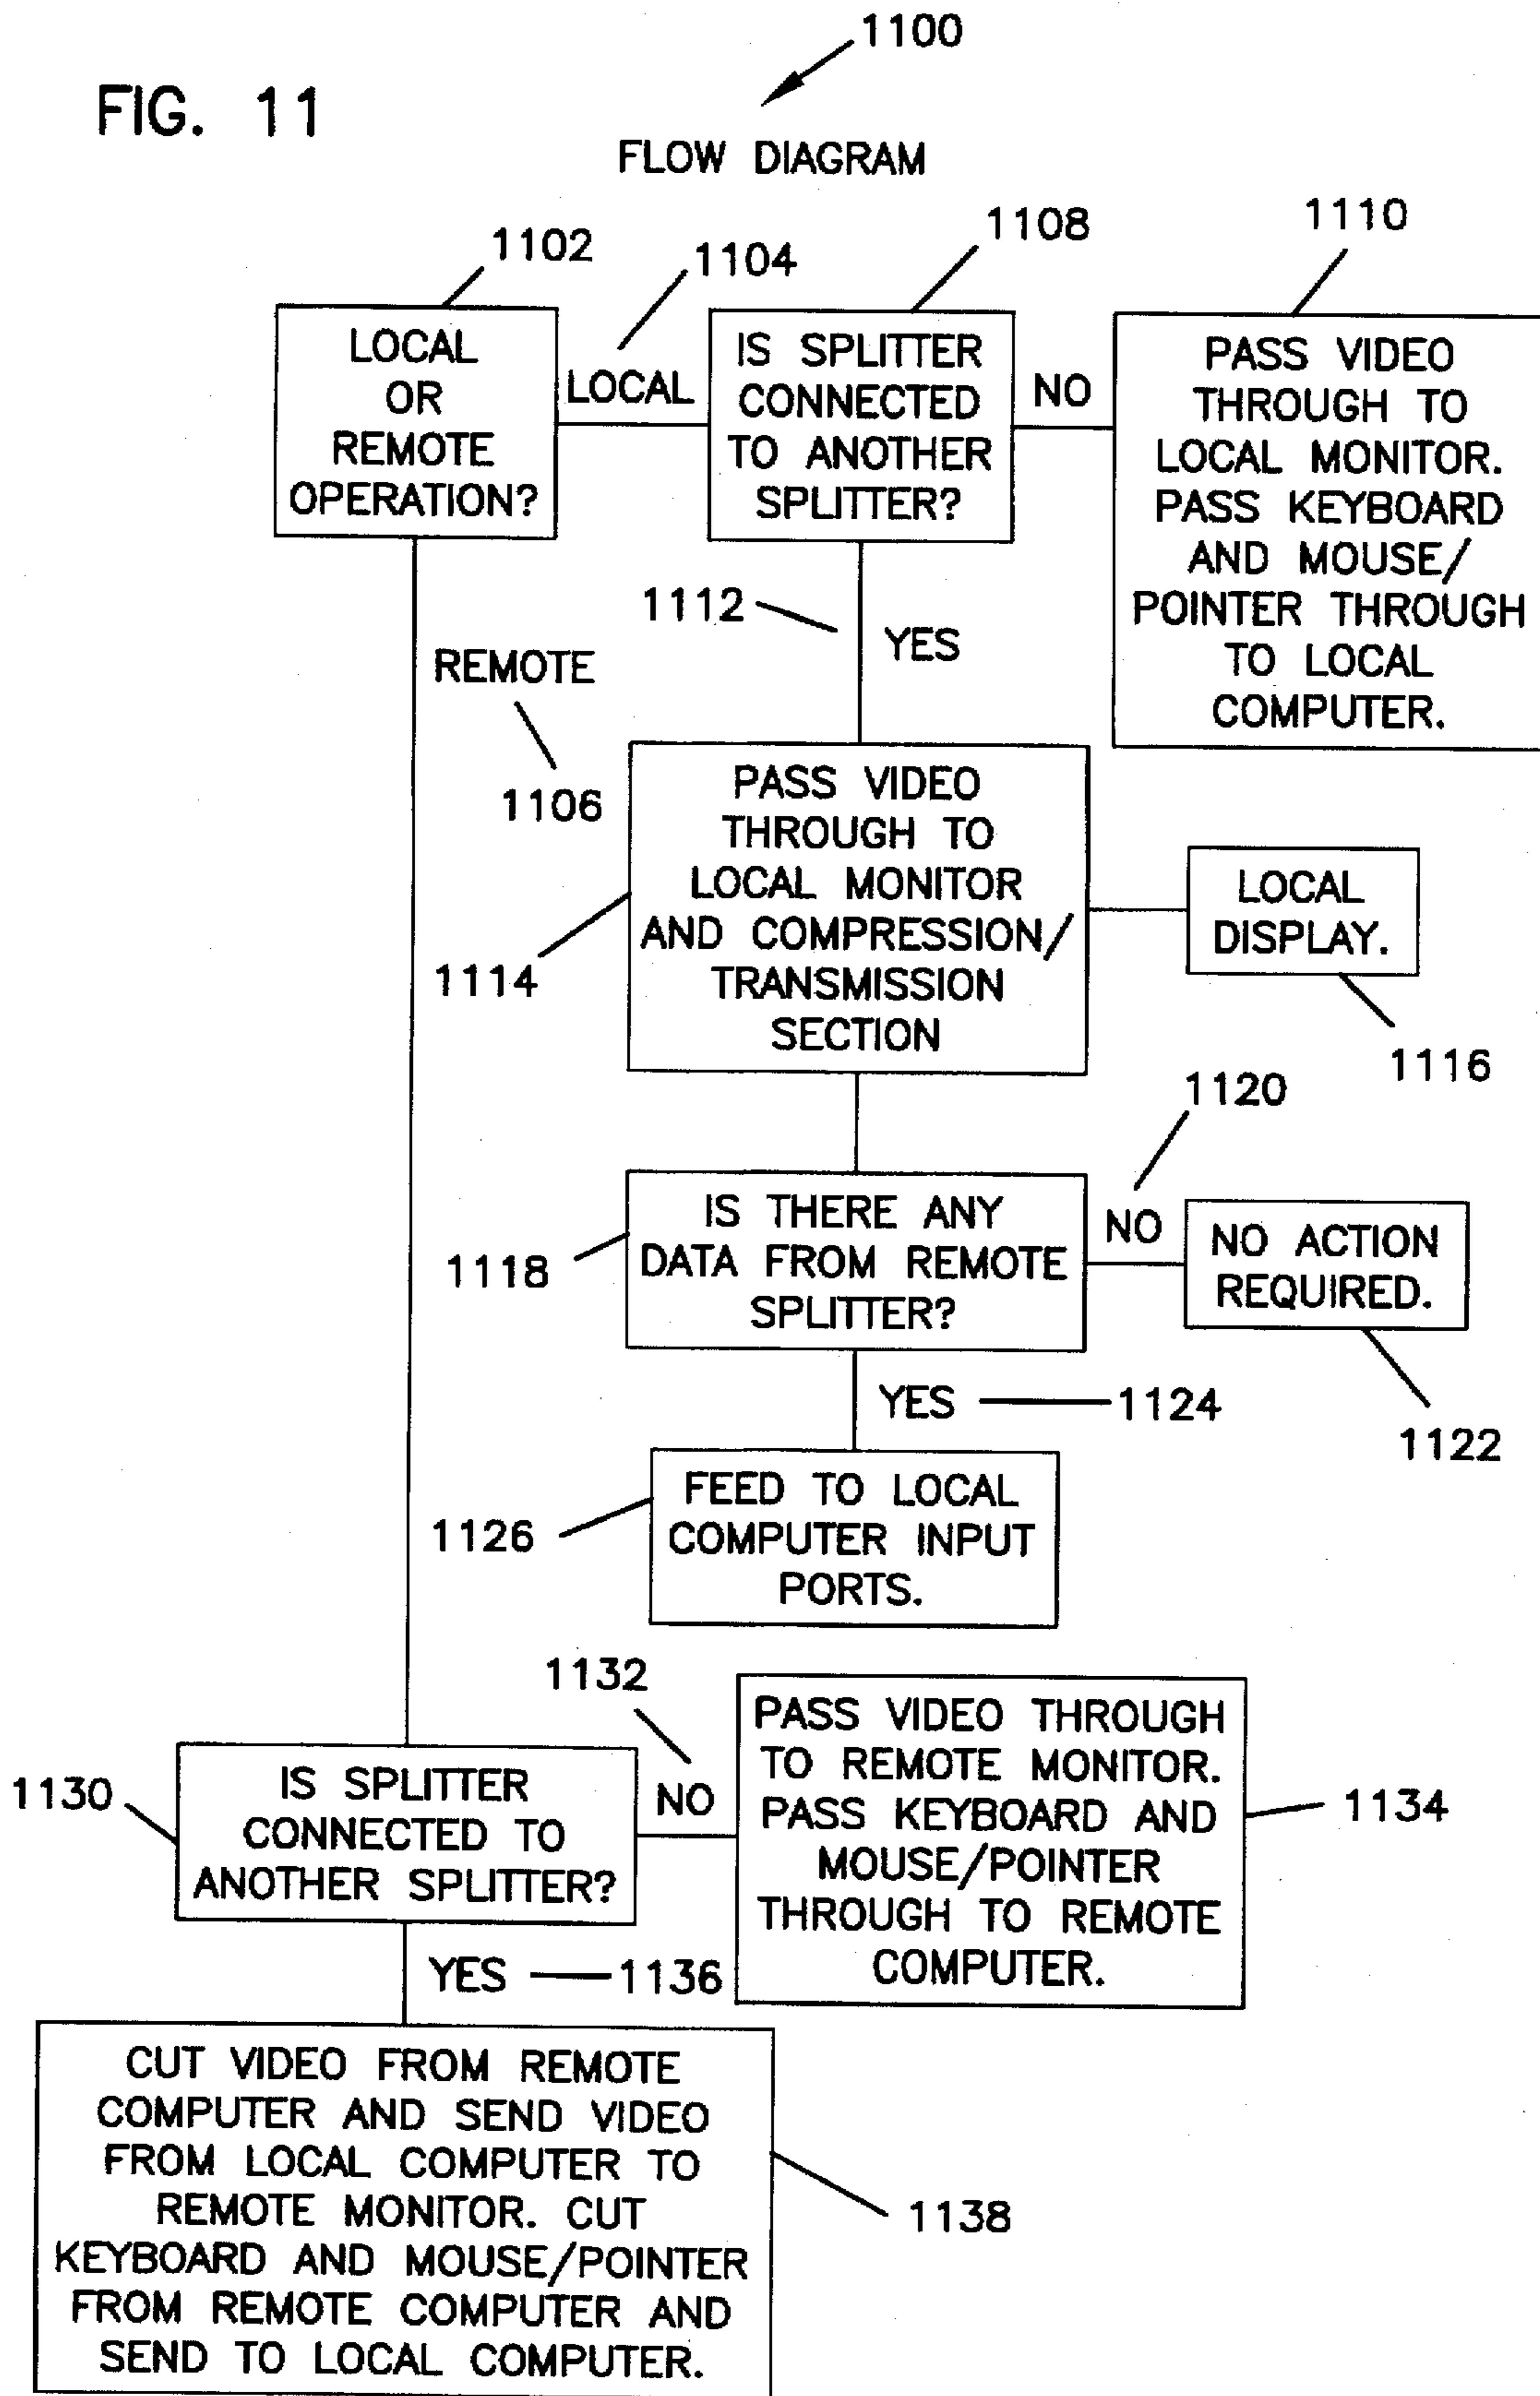 1100
FIG. 11
FLOW DIAGRAM
1102
1104
1108
1110
LOCAL
OR
REMOTE
OPERATION?
LOCAL
IS SPLITTER
CONNECTED
TO ANOTHER
SPLITTER?
NO
PASS VIDEO
THROUGH TO
LOCAL MONITOR.
PASS KEYBOARD
AND MOUSE/
POINTER THROUGH
TO LOCAL
COMPUTER.
1112
YES
REMOTE
1106
PASS VIDEO
THROUGH TO
LOCAL MONITOR
AND COMPRESSION/
TRANSMISSION
SECTION
1114
LOCAL
DISPLAY.
1116
1120
IS THERE ANY
DATA FROM REMOTE
SPLITTER?
1118
NO
NO ACTION
REQUIRED.
1122
YES
1124
FEED TO LOCAL
COMPUTER INPUT
PORTS.
1126
1132
IS SPLITTER
CONNECTED TO
ANOTHER SPLITTER?
1130
NO
PASS VIDEO THROUGH
TO REMOTE MONITOR.
PASS KEYBOARD AND
MOUSE/POINTER
THROUGH TO REMOTE
COMPUTER.
1134
YES
1136
CUT VIDEO FROM REMOTE
COMPUTER AND SEND VIDEO
FROM LOCAL COMPUTER TO
REMOTE MONITOR. CUT
KEYBOARD AND MOUSE/POINTER
FROM REMOTE COMPUTER AND
SEND TO LOCAL COMPUTER.
1138